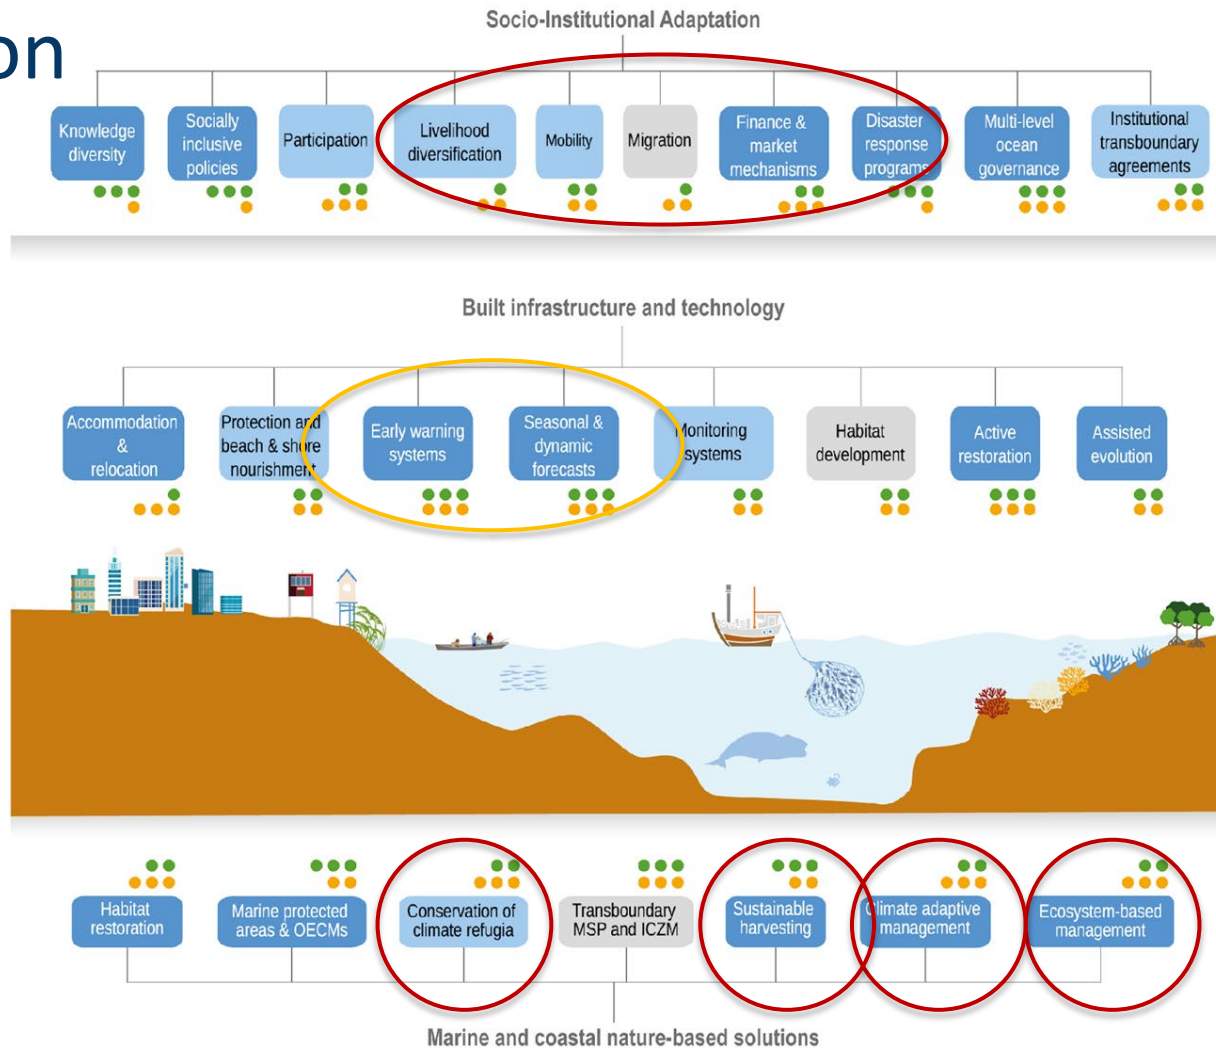 on
Socio-Institutional Adaptation
Knowledge
diversity
Socially
inclusive
policies
Participation
Livelihood
diversification
Mobility
Migration
Finance &
market
mechanisms
Disaster
response
programs
Multi-level
ocean
governance
Institutional
transboundary
agreements
Built infrastructure and technology
Accommodation
&
relocation
Protection and
beach & shore
nourishment
Early warning
systems
Seasonal &
dynamic
forecasts
Monitoring
systems
Habitat
development
Active
restoration
Assisted
evolution
Habitat
restoration
Marine protected
areas & OECMs
Conservation of
climate refugia
Transboundary
MSP and ICZM
Sustainable
harvesting
Climate adaptive
management
Ecosystem-based
management
Marine and coastal nature-based solutions